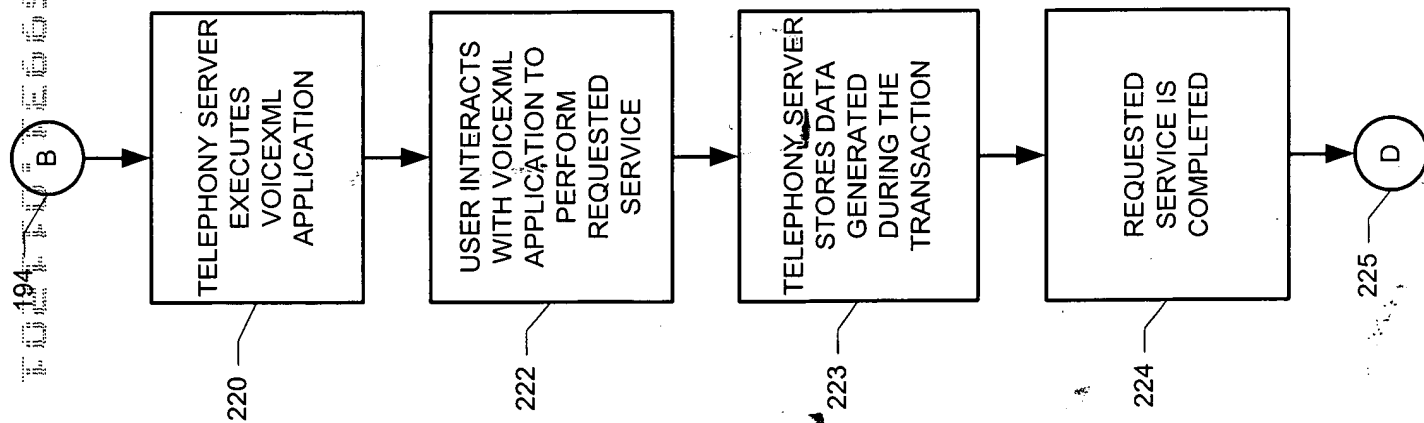 194
B
TELEPHONY SERVER
EXECUTES
VOICEXML
APPLICATION
220
USER INTERACTS
WITH VOICEXML
APPLICATION TO
PERFORM
REQUESTED
SERVICE
222
TELEPHONY SERVER
STORES DATA
GENERATED
DURING THE
TRANSACTION
223
REQUESTED
SERVICE IS
COMPLETED
224
D
225